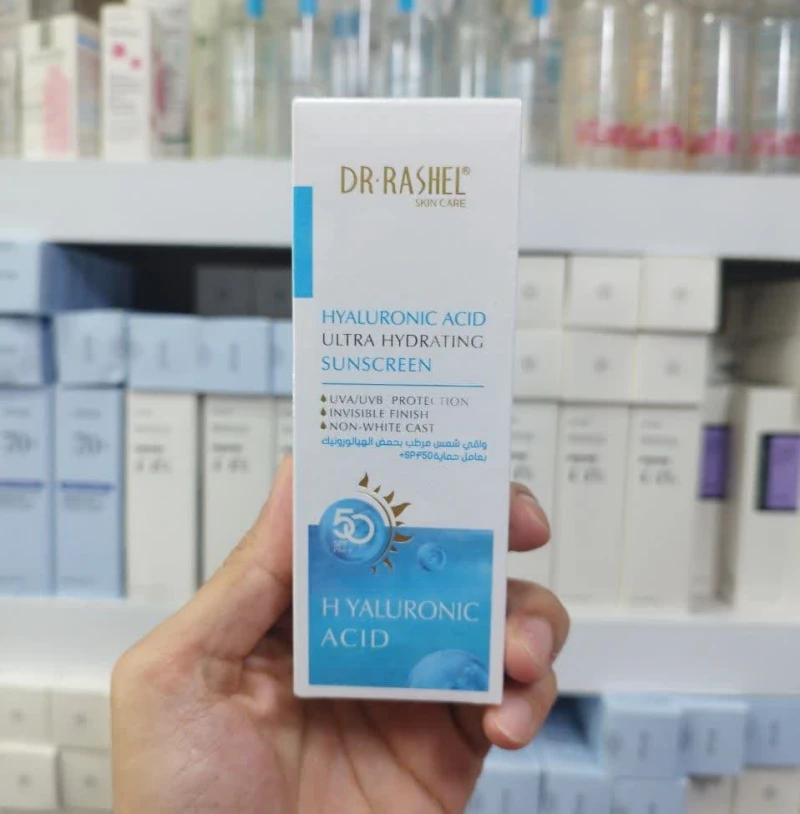 DR·RASHEL®
SKIN CARE
HYALURONIC ACID
ULTRA HYDRATING
SUNSCREEN
UVA/UVB PROTECTION
INVISIBLE FINISH
NON-WHITE CAST
واقي شمس مرطب بحمض الهيالورونيك
بعامل حماية SPF50+
50
H YALURONIC
ACID